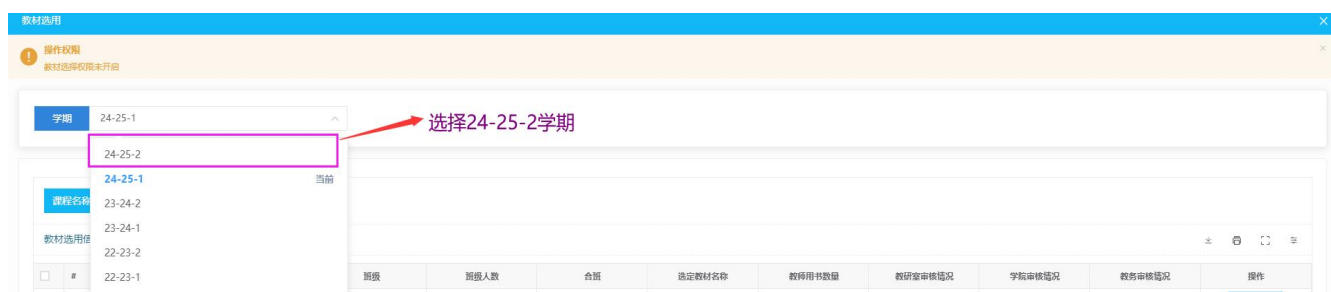 教材选用
操作权限
教材选择权限未开启
学期 24-25-1
选择24-25-2学期
24-25-2
24-25-1 当前
课程名称
23-24-2
23-24-1
教材选用信
22-23-2
# 22-23-1 班级 班级人数 合班 选定教材名称 教师用书数量 教研室审核情况 学院审核情况 教务审核情况 操作